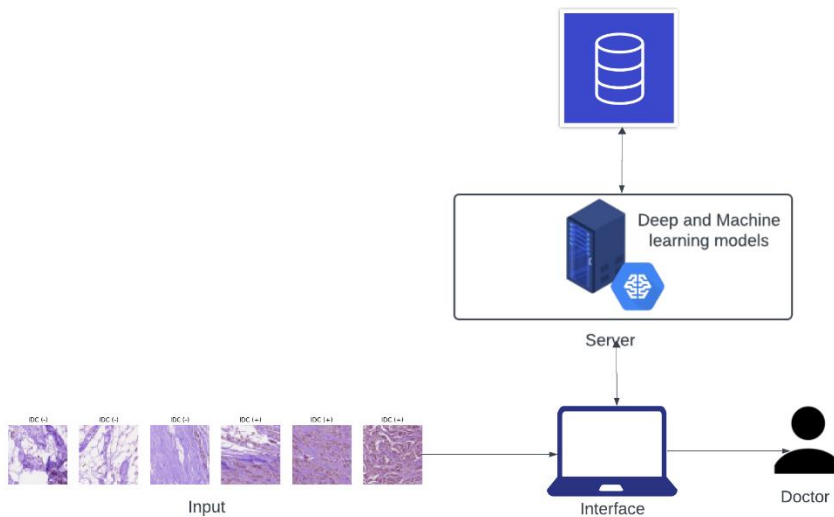 Deep and Machine
learning models
Server
IDC (-)
IDC (-)
IDC (-)
IDC (+)
IDC (+)
IDC (+)
Input
Interface
Doctor